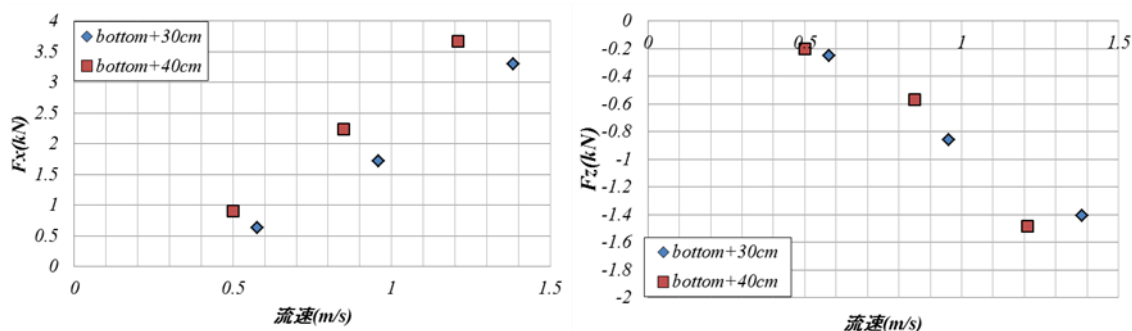 4
3.5
3
2.5
2
1.5
1
0.5
0
Fx(kN)
bottom+30cm
bottom+40cm
0 0.5 1 1.5
流速(m/s)
0
-0.2
-0.4
-0.6
-0.8
-1
-1.2
-1.4
-1.6
-1.8
-2
Fz(kN)
0 0.5 1 1.5
bottom+30cm
bottom+40cm
流速(m/s)